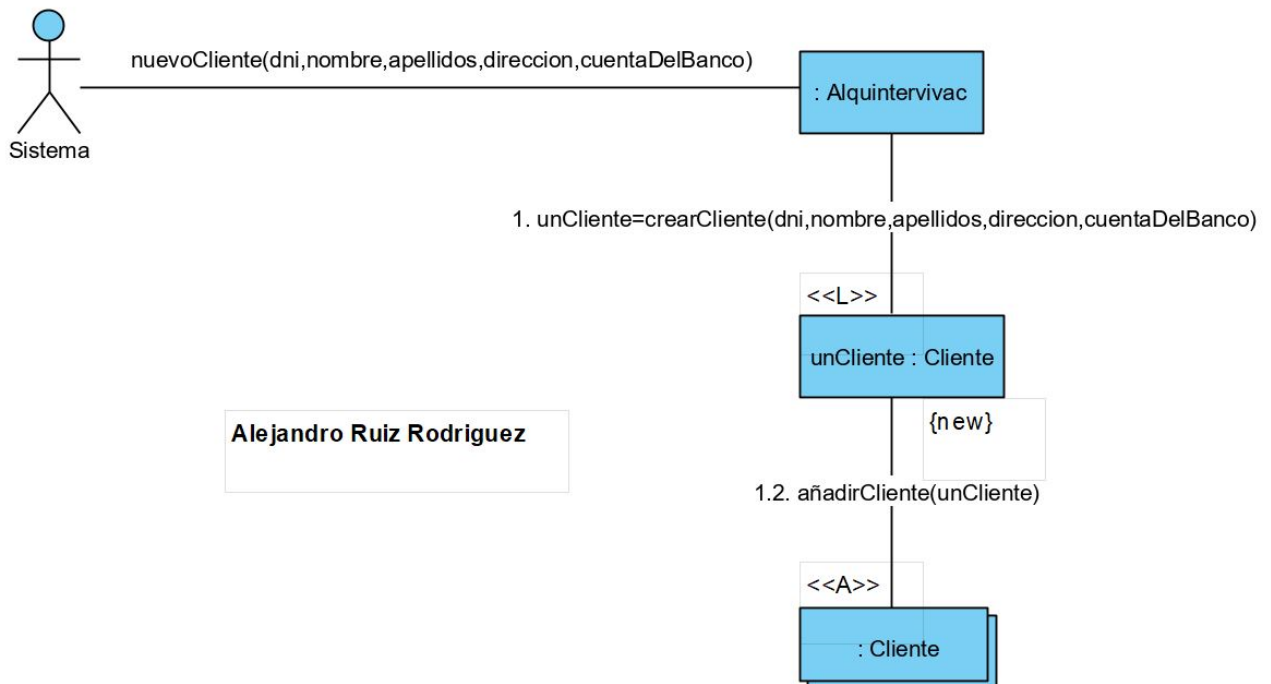 nuevoCliente(dni,nombre,apellidos,direccion,cuentaDelBanco)
: Alquintervivac
Sistema
1. unCliente=crearCliente(dni,nombre,apellidos,direccion,cuentaDelBanco)
<<L>>
unCliente : Cliente
{new}
Alejandro Ruiz Rodriguez
1.2. añadirCliente(unCliente)
<<A>>
: Cliente